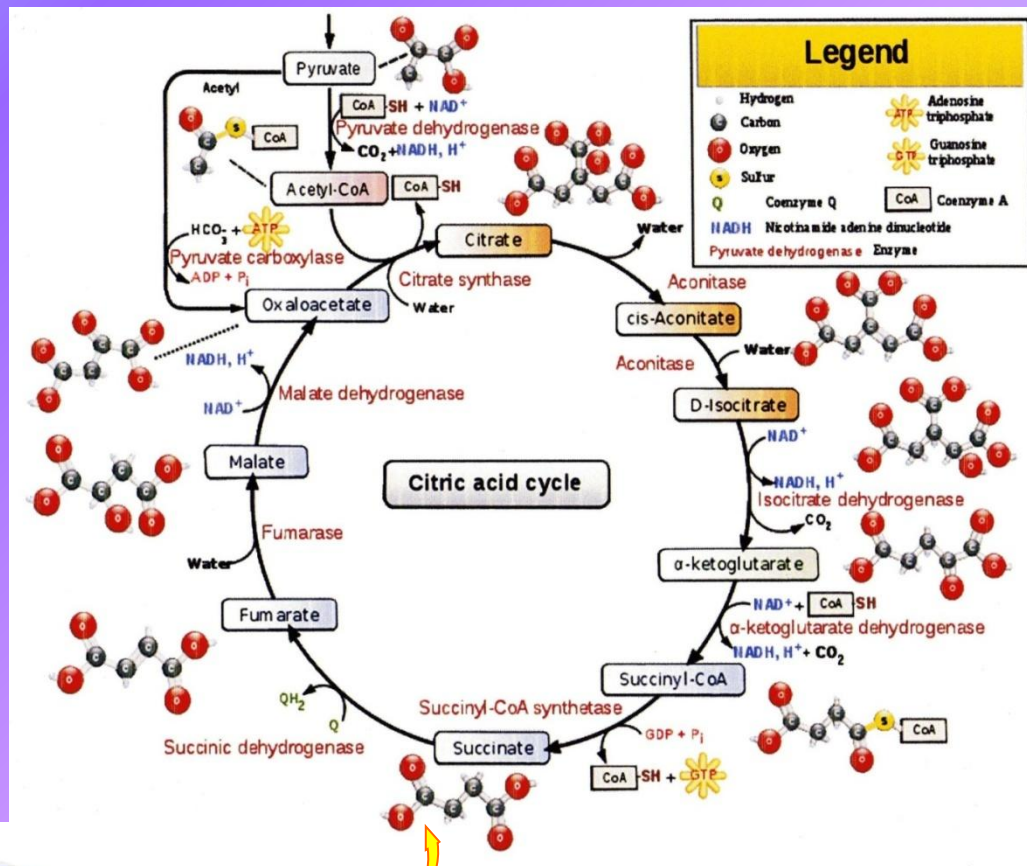 Legend
Hydrogen
Carbon
Oxygen
S Sulfur
Q Coenzyme Q
NADH Nicotinamide adenine dinucleotide
Pyruvate dehydrogenase Enzyme
ATP Adenosine
triphosphate
GTP Guanosine
triphosphate
CoA Coenzyme A
Pyruvate
Acetyl
CoA-SH + NAD⁺
Pyruvate dehydrogenase
CO₂+NADH, H⁺
S CoA
Acetyl-CoA
CoA-SH
HCO₃⁻ + ATP
Pyruvate carboxylase
ADP + Pᵢ
Oxaloacetate
Citrate synthase
Water
Citrate
Water
Aconitase
cis-Aconitate
Aconitase
Water
D-Isocitrate
NAD⁺
NADH, H⁺
Isocitrate dehydrogenase
CO₂
α-ketoglutarate
NAD⁺+ CoA-SH
α-ketoglutarate dehydrogenase
NADH, H⁺+ CO₂
Succinyl-CoA
S CoA
Succinyl-CoA synthetase
GDP + Pᵢ
CoA-SH + GTP
Succinate
Succinic dehydrogenase
Q
QH₂
Fumarate
Water
Fumarase
Malate
NAD⁺
Malate dehydrogenase
NADH, H⁺
Citric acid cycle